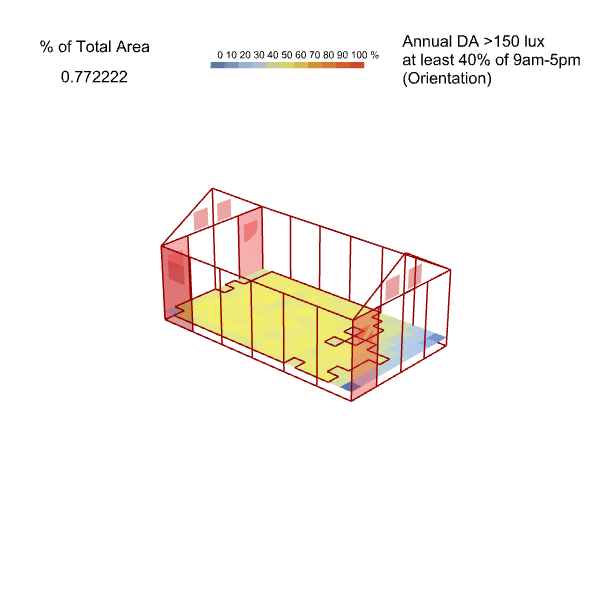 % of Total Area
0.772222
0 10 20 30 40 50 60 70 80 90 100 %
Annual DA >150 lux
at least 40% of 9am-5pm
(Orientation)